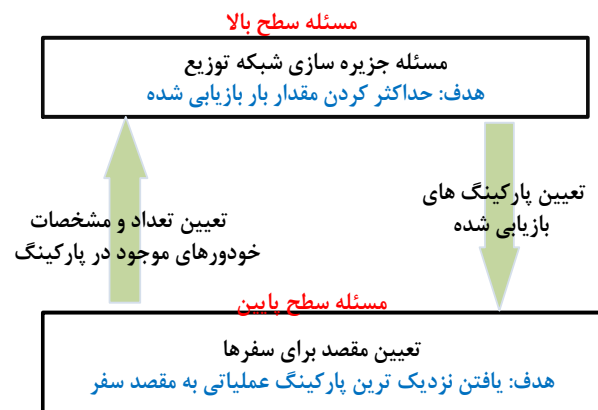 مسئله سطح بالا
مسئله جزیره سازی شبکه توزیع
هدف: حداکثر کردن مقدار بار بازیابی شده
تعیین پارکینگ های
بازیابی شده
تعیین تعداد و مشخصات
خودورهای موجود در پارکینگ
مسئله سطح پایین
تعیین مقصد برای سفرها
هدف: یافتن نزدیک ترین پارکینگ عملیاتی به مقصد سفر